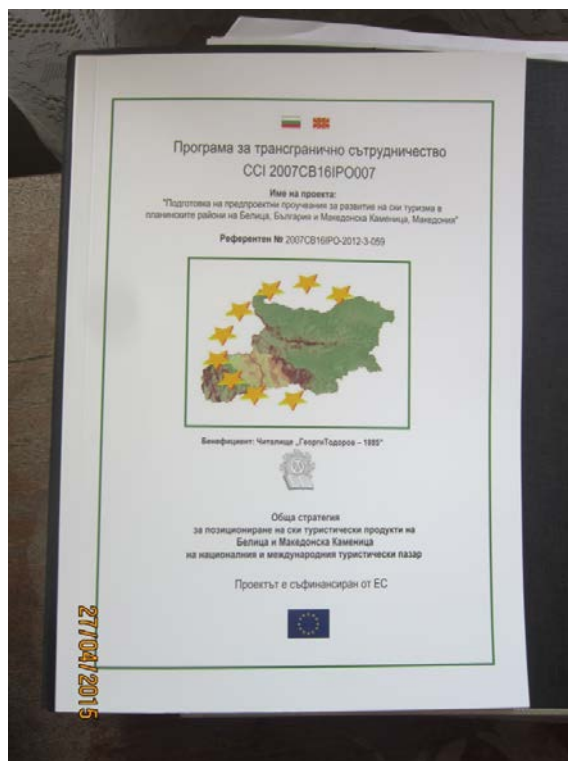 Програма за трансгранично сътрудничество
CCI 2007CB16IPO007
Име на проекта:
"Подготовка на предпроектни проучвания за развитие на ски туризма в
планинските райони на Белица, България и Македонска Каменица, Македония"
Референтен № 2007CB16IPO-2012-3-059
Бенефициент: Читалище „ГеоргиТодоров – 1885"
Обща стратегия
за позициониране на ски туристически продукти на
Белица и Македонска Каменица
на националния и международния туристически пазар
Проектът е съфинансиран от ЕС
27/04/2015